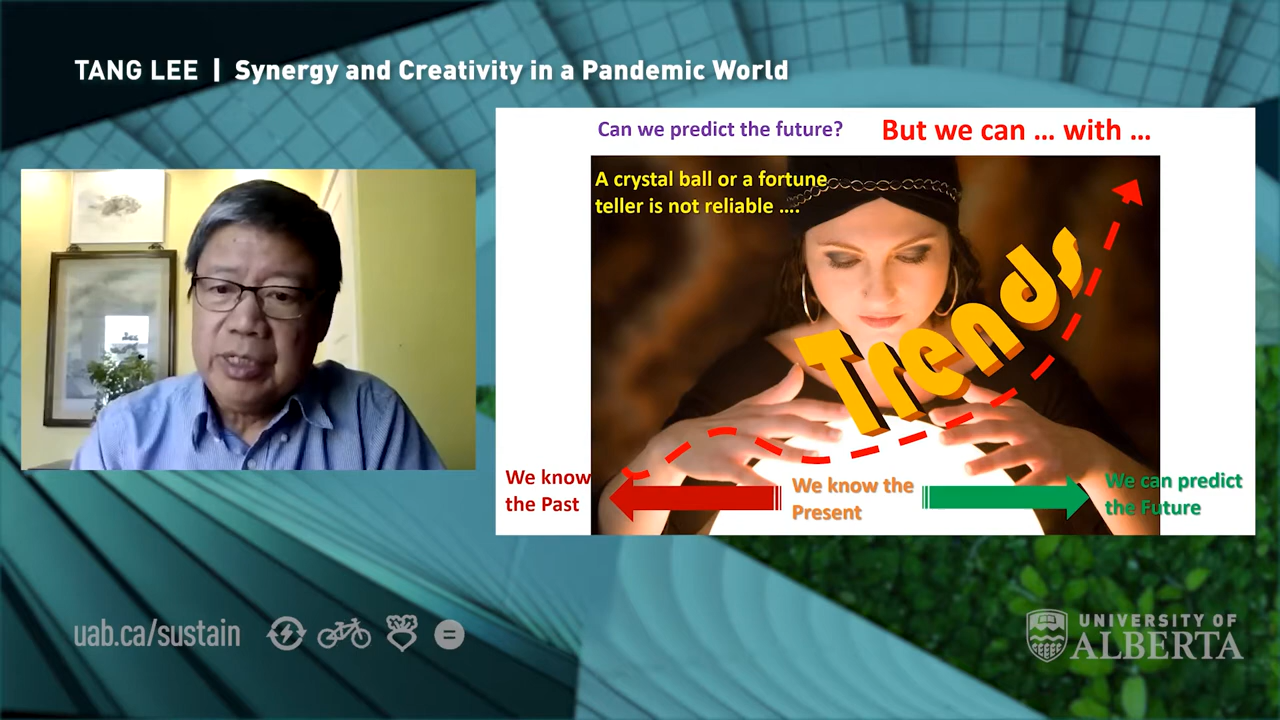 TANG LEE | Synergy and Creativity in a Pandemic World
Can we predict the future?
But we can ... with ...
A crystal ball or a fortune
teller is not reliable ....
Trends
We know
the Past
We know the
Present
We can predict
the Future
uab.ca/sustain
UNIVERSITY OF
ALBERTA